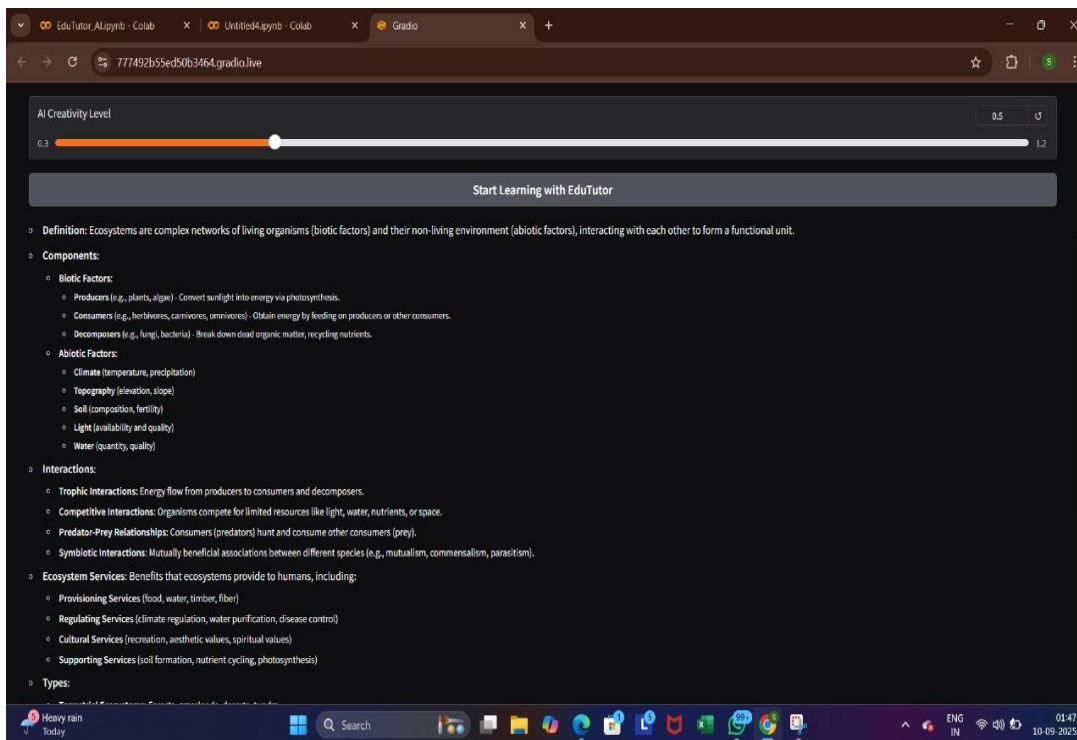 EduTutor_AI.ipynb - Colab
Untitled4.ipynb - Colab
Gradio
777492b55ed50b3464.gradio.live
S
AI Creativity Level
0.5
0.3
1.2
Start Learning with EduTutor
Definition: Ecosystems are complex networks of living organisms (biotic factors) and their non-living environment (abiotic factors), interacting with each other to form a functional unit.
Components:
Biotic Factors:
Producers (e.g., plants, algae) - Convert sunlight into energy via photosynthesis.
Consumers (e.g., herbivores, carnivores, omnivores) - Obtain energy by feeding on producers or other consumers.
Decomposers (e.g., fungi, bacteria) - Break down dead organic matter, recycling nutrients.
Abiotic Factors:
Climate (temperature, precipitation)
Topography (elevation, slope)
Soil (composition, fertility)
Light (availability and quality)
Water (quantity, quality)
Interactions:
Trophic Interactions: Energy flow from producers to consumers and decomposers.
Competitive Interactions: Organisms compete for limited resources like light, water, nutrients, or space.
Predator-Prey Relationships: Consumers (predators) hunt and consume other consumers (prey).
Symbiotic Interactions: Mutually beneficial associations between different species (e.g., mutualism, commensalism, parasitism).
Ecosystem Services: Benefits that ecosystems provide to humans, including:
Provisioning Services (food, water, timber, fiber)
Regulating Services (climate regulation, water purification, disease control)
Cultural Services (recreation, aesthetic values, spiritual values)
Supporting Services (soil formation, nutrient cycling, photosynthesis)
Types:
Heavy rain
Today
Search
99+
ENG
IN
01:47
10-09-2025